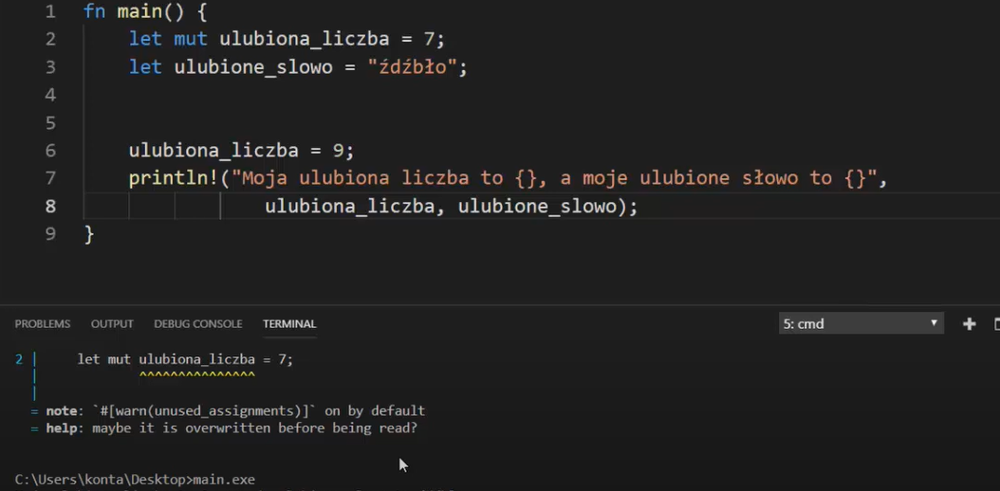 1 fn main() {
2 let mut ulubiona_liczba = 7;
3 let ulubione_slowo = "źdźbło";
4
5
6 ulubiona_liczba = 9;
7 println!("Moja ulubiona liczba to {}, a moje ulubione słowo to {}",
8 ulubiona_liczba, ulubione_slowo);
9 }
PROBLEMS OUTPUT DEBUG CONSOLE TERMINAL 5: cmd
2 | let mut ulubiona_liczba = 7;
| ^^^^^^^^^^^^^^^
|
= note: `#[warn(unused_assignments)]` on by default
= help: maybe it is overwritten before being read?
C:\Users\konta\Desktop>main.exe